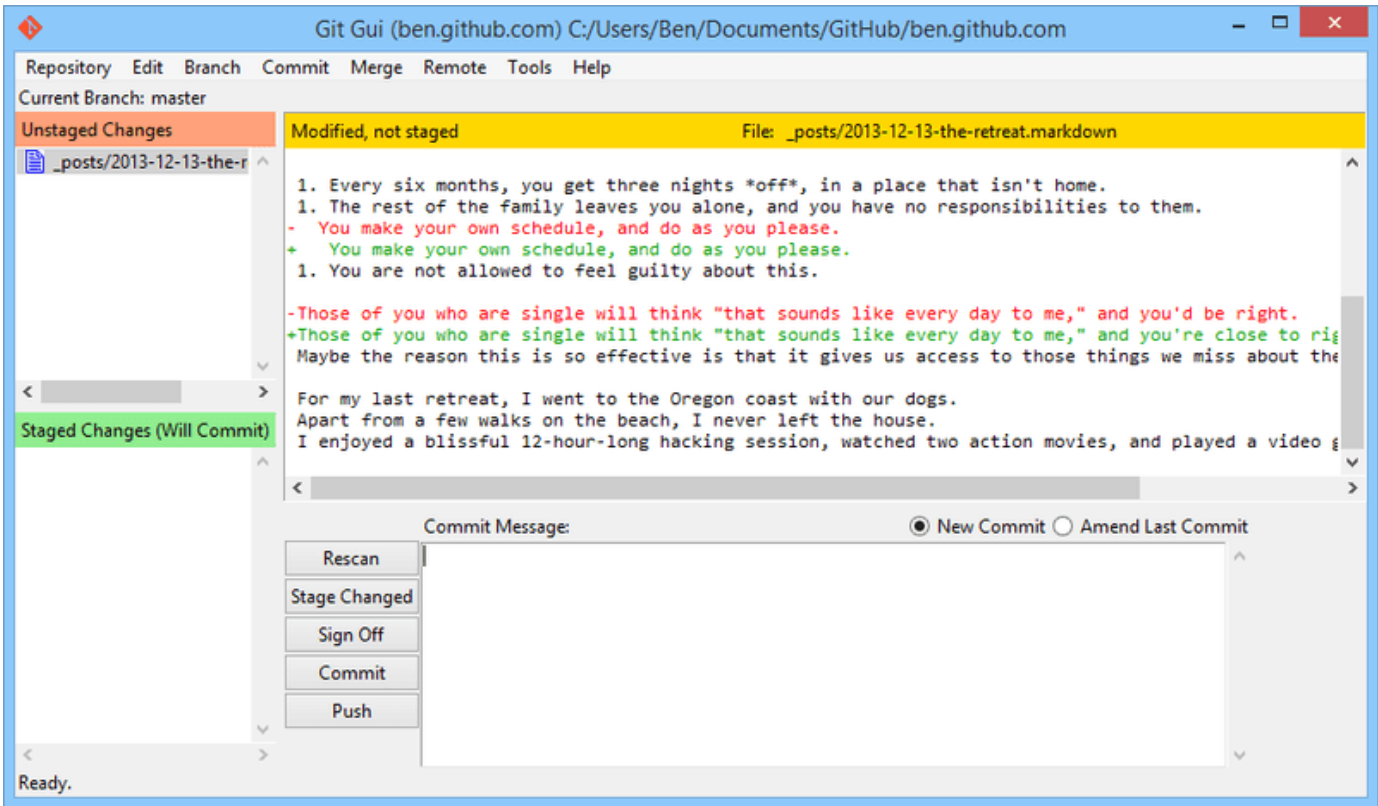 Git Gui (ben.github.com) C:/Users/Ben/Documents/GitHub/ben.github.com
Repository Edit Branch Commit Merge Remote Tools Help
Current Branch: master
Unstaged Changes
_posts/2013-12-13-the-r
Staged Changes (Will Commit)
Modified, not staged File: _posts/2013-12-13-the-retreat.markdown
1. Every six months, you get three nights *off*, in a place that isn't home.
1. The rest of the family leaves you alone, and you have no responsibilities to them.
-  You make your own schedule, and do as you please.
+   You make your own schedule, and do as you please.
1. You are not allowed to feel guilty about this.
-Those of you who are single will think "that sounds like every day to me," and you'd be right.
+Those of you who are single will think "that sounds like every day to me," and you're close to rig
Maybe the reason this is so effective is that it gives us access to those things we miss about the
For my last retreat, I went to the Oregon coast with our dogs.
Apart from a few walks on the beach, I never left the house.
I enjoyed a blissful 12-hour-long hacking session, watched two action movies, and played a video g
Commit Message: New Commit Amend Last Commit
Rescan
Stage Changed
Sign Off
Commit
Push
Ready.